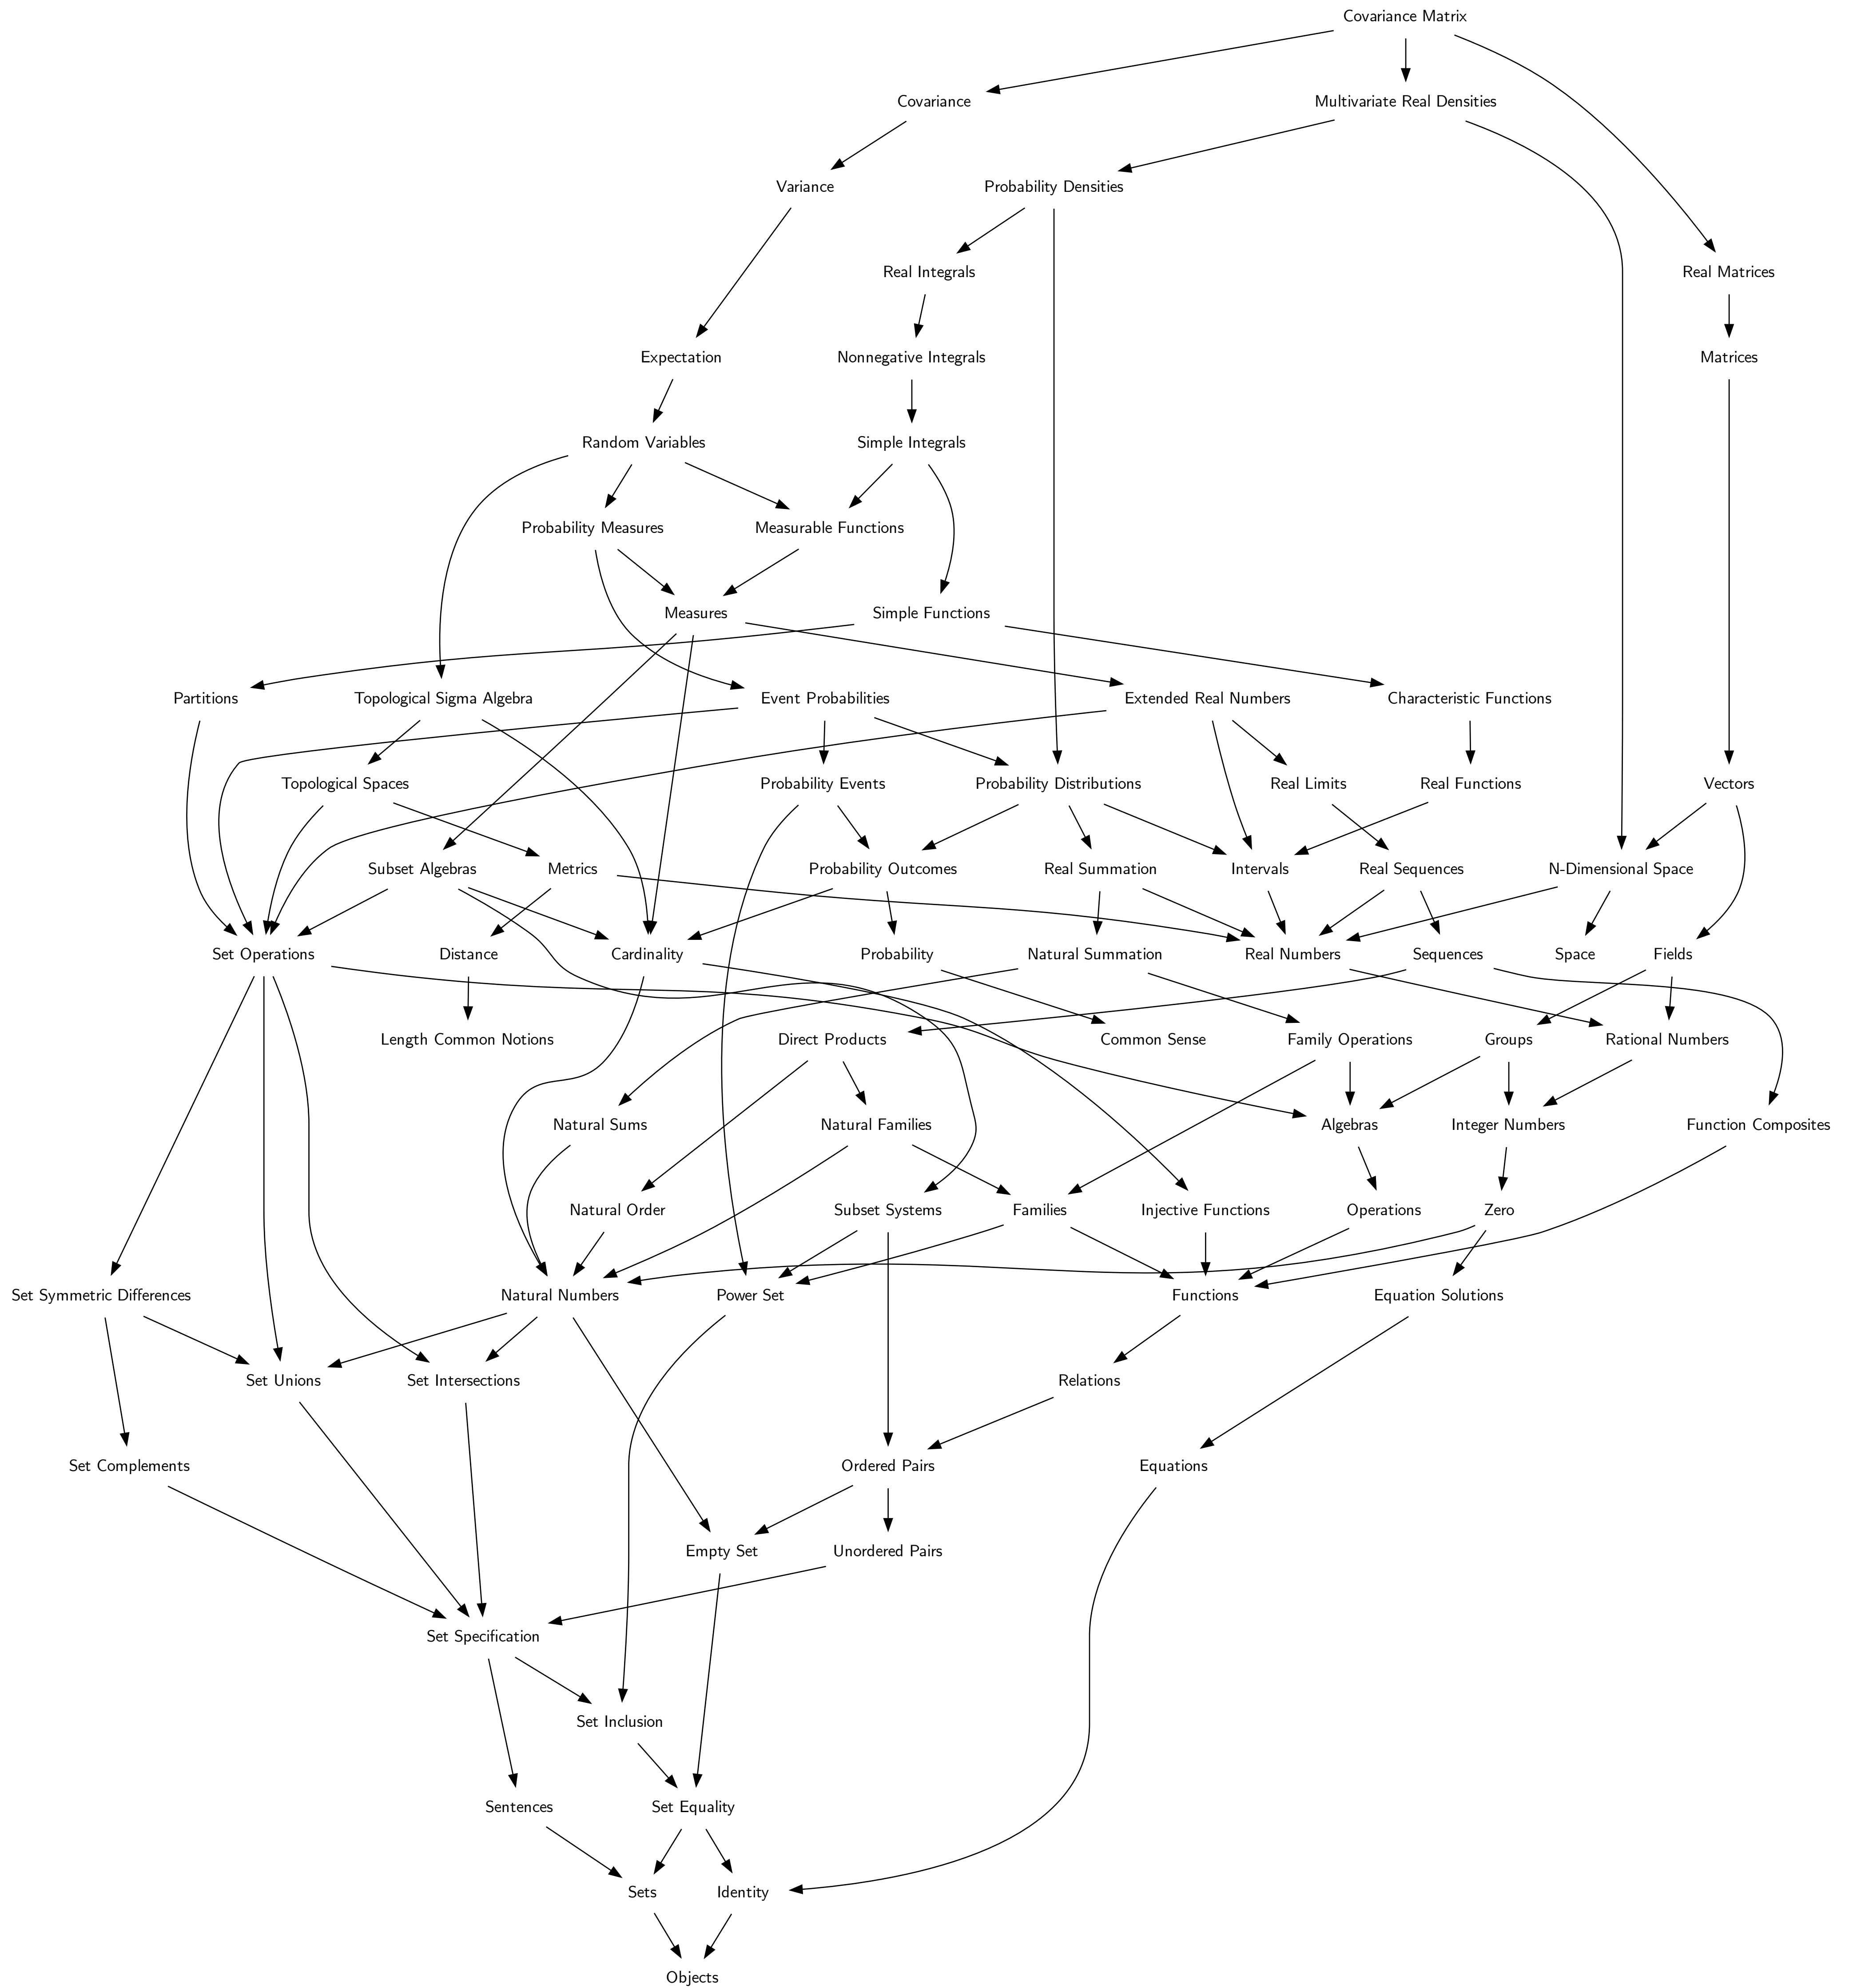 Covariance Matrix
Covariance
Multivariate Real Densities
Variance
Probability Densities
Real Integrals
Real Matrices
Expectation
Nonnegative Integrals
Matrices
Random Variables
Simple Integrals
Probability Measures
Measurable Functions
Measures
Simple Functions
Partitions
Topological Sigma Algebra
Event Probabilities
Extended Real Numbers
Characteristic Functions
Topological Spaces
Probability Events
Probability Distributions
Real Limits
Real Functions
Vectors
Subset Algebras
Metrics
Probability Outcomes
Real Summation
Intervals
Real Sequences
N-Dimensional Space
Set Operations
Distance
Cardinality
Probability
Natural Summation
Real Numbers
Sequences
Space
Fields
Length Common Notions
Direct Products
Common Sense
Family Operations
Groups
Rational Numbers
Natural Sums
Natural Families
Algebras
Integer Numbers
Function Composites
Natural Order
Subset Systems
Families
Injective Functions
Operations
Zero
Set Symmetric Differences
Natural Numbers
Power Set
Functions
Equation Solutions
Set Unions
Set Intersections
Relations
Set Complements
Ordered Pairs
Equations
Empty Set
Unordered Pairs
Set Specification
Set Inclusion
Sentences
Set Equality
Sets
Identity
Objects